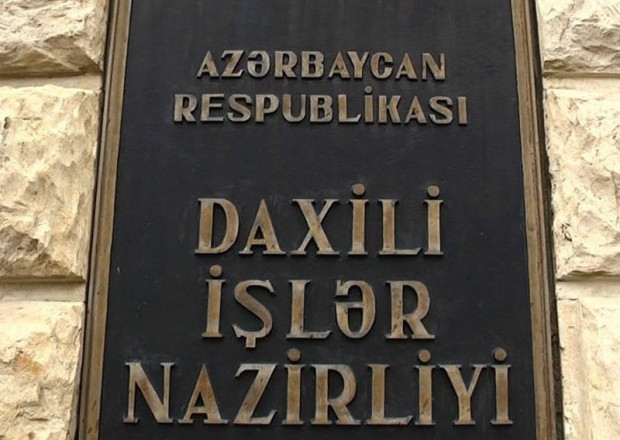 AZƏRBAYCAN
RESPUBLİKASI
DAXİLİ
İŞLƏR
NAZİRLİYİ